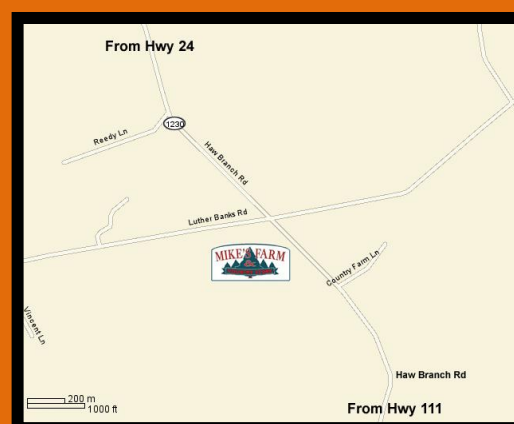 From Hwy 24
1230
Reedy Ln
Haw Branch Rd
Luther Banks Rd
MIKE'S FARM
Country Farm Ln
Vincent Ln
Haw Branch Rd
200 m
1000 ft
From Hwy 111